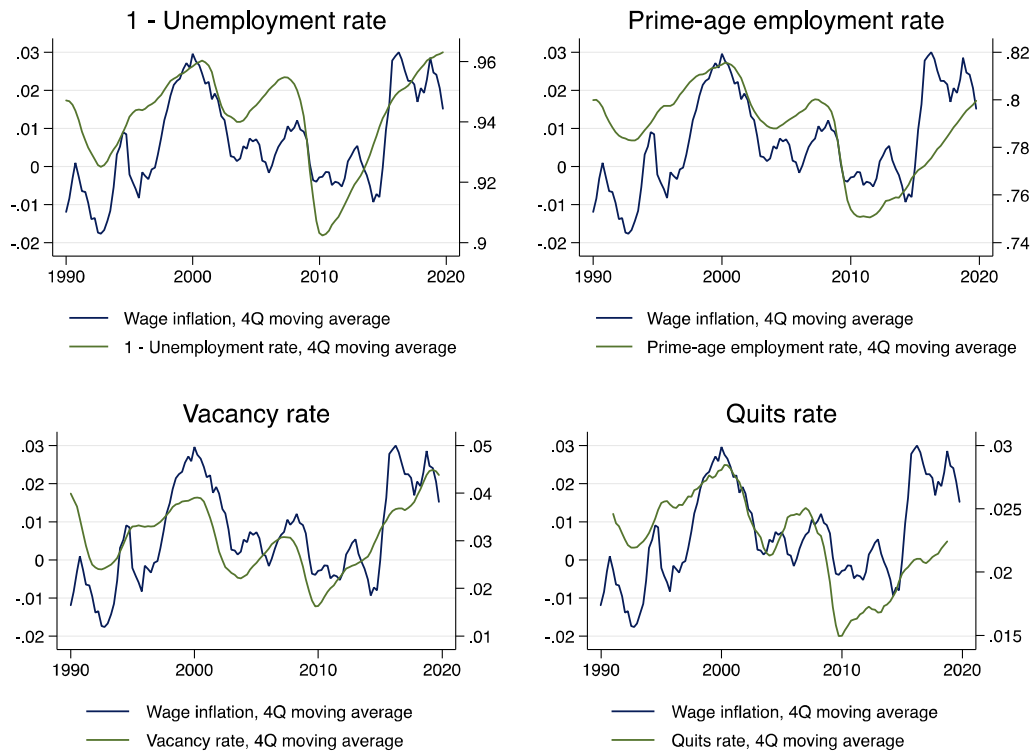 1 - Unemployment rate
.03
.02
.01
0
-.01
-.02
.96
.94
.92
.9
1990 2000 2010 2020
Wage inflation, 4Q moving average
1 - Unemployment rate, 4Q moving average
Prime-age employment rate
.03
.02
.01
0
-.01
-.02
.82
.8
.78
.76
.74
1990 2000 2010 2020
Wage inflation, 4Q moving average
Prime-age employment rate, 4Q moving average
Vacancy rate
.03
.02
.01
0
-.01
-.02
.05
.04
.03
.02
.01
1990 2000 2010 2020
Wage inflation, 4Q moving average
Vacancy rate, 4Q moving average
Quits rate
.03
.02
.01
0
-.01
-.02
.03
.025
.02
.015
1990 2000 2010 2020
Wage inflation, 4Q moving average
Quits rate, 4Q moving average